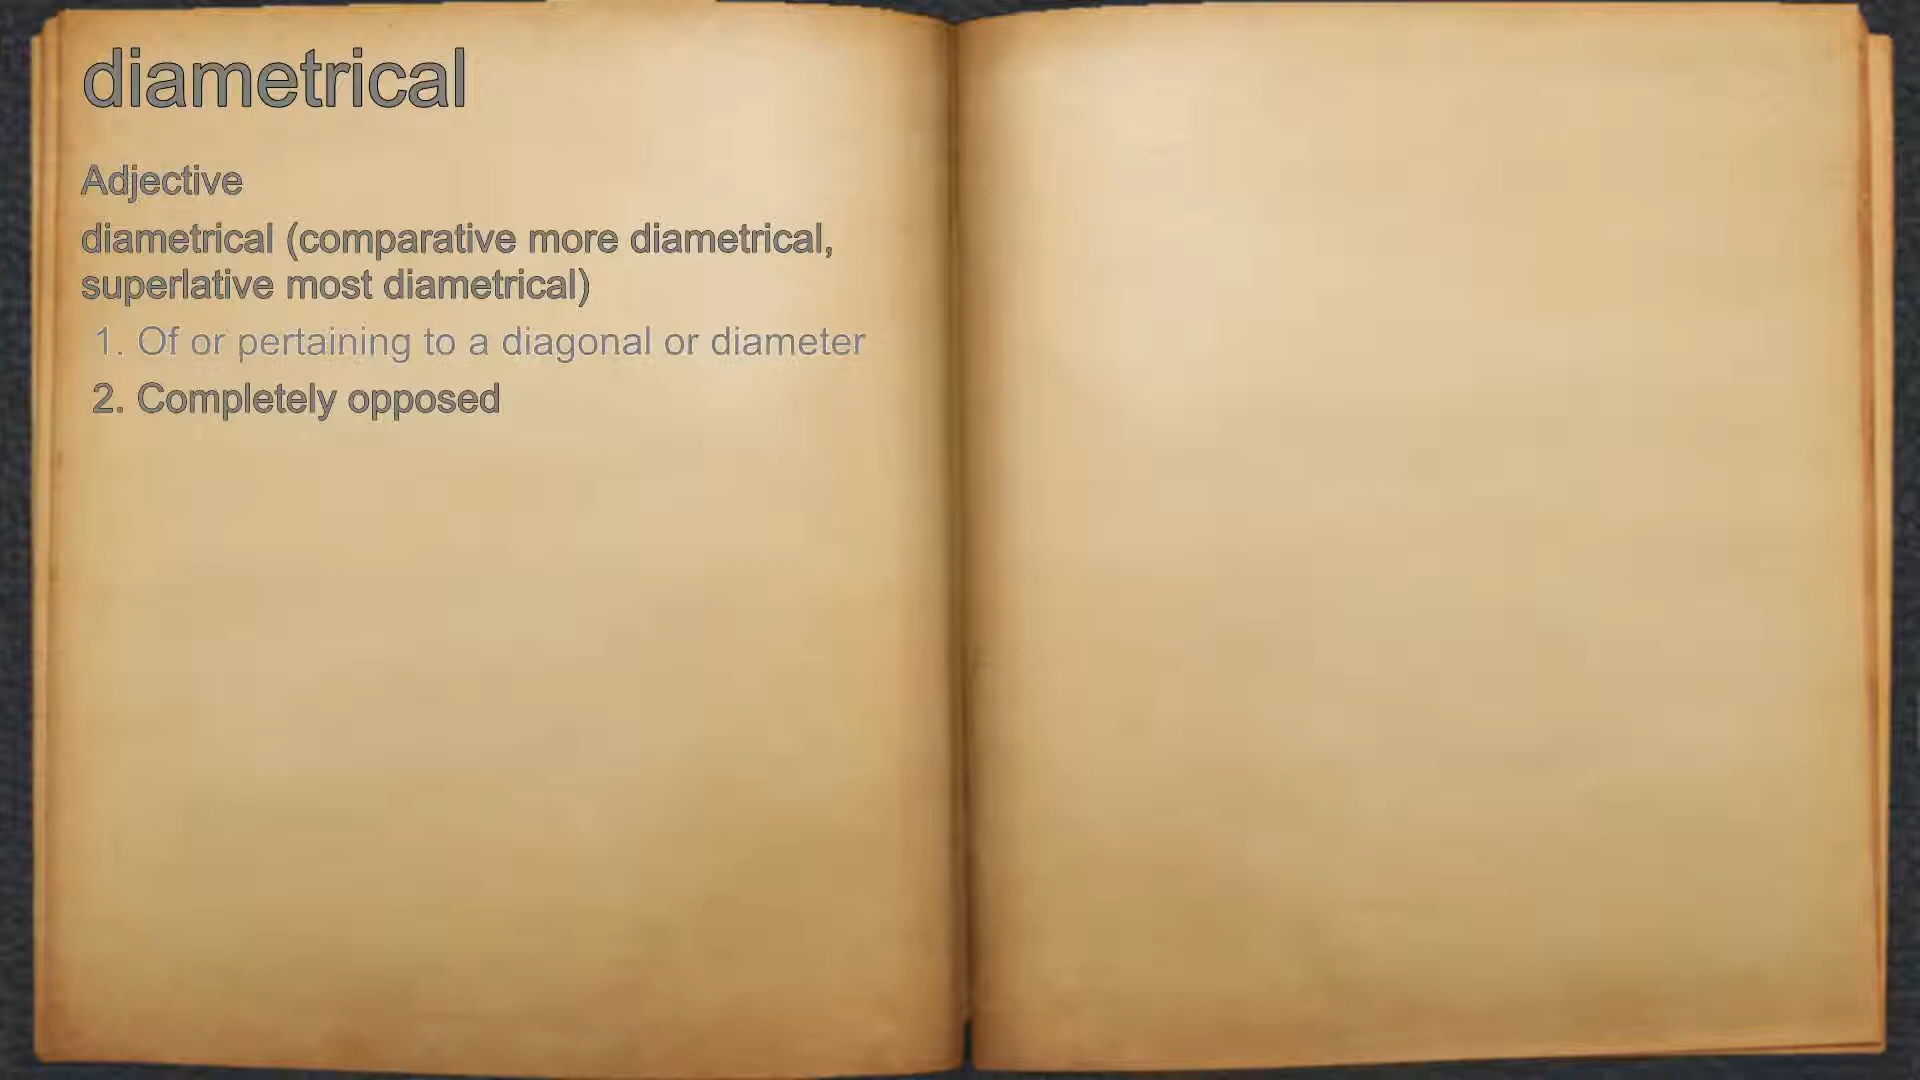 diametrical
Adjective
diametrical (comparative more diametrical,
superlative most diametrical)
1. Of or pertaining to a diagonal or diameter
2. Completely opposed